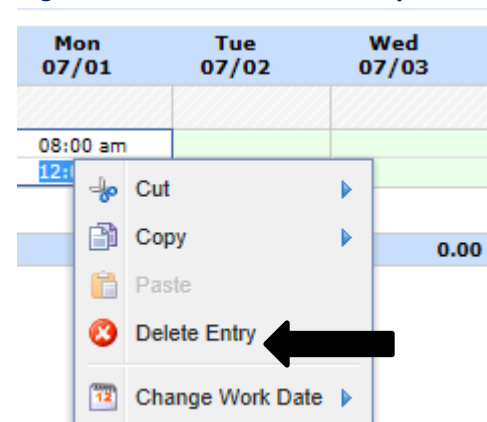 Mon Tue Wed
07/01 07/02 07/03
08:00 am
Cut
Copy
0.00
Paste
Delete Entry
Change Work Date